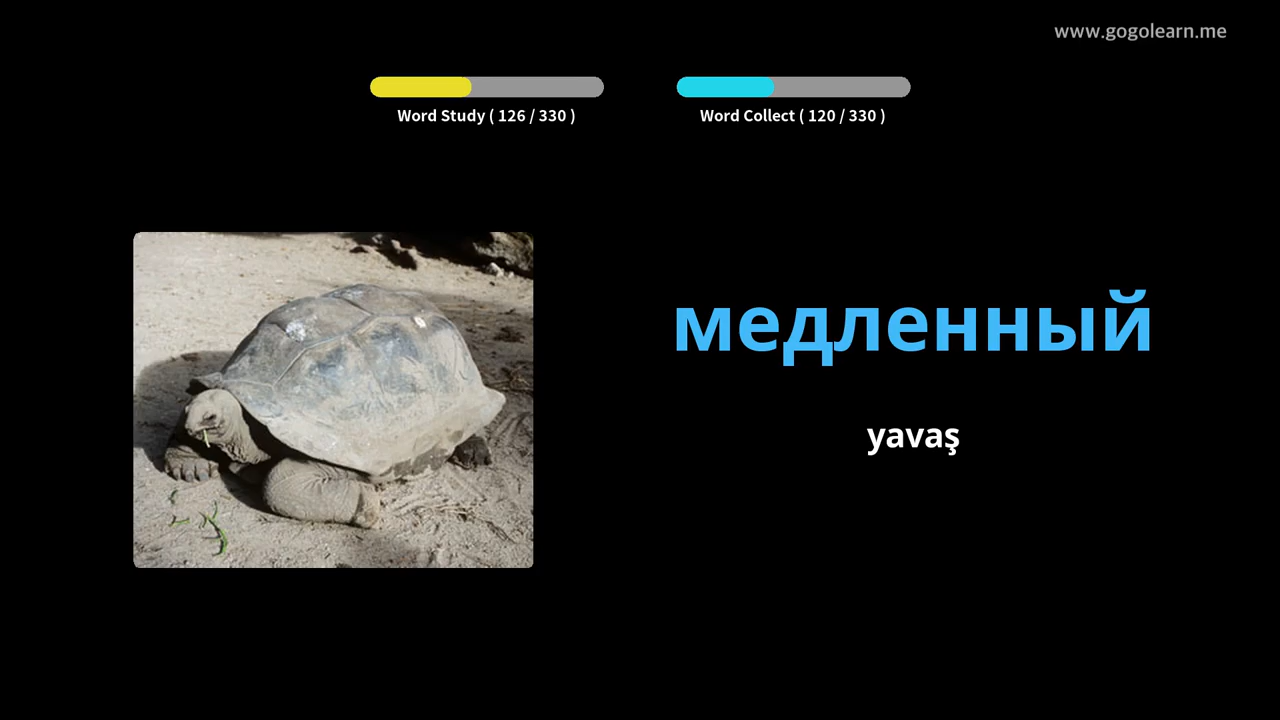 www.gogolearn.me
Word Study ( 126 / 330 )
Word Collect ( 120 / 330 )
медленный
yavaş